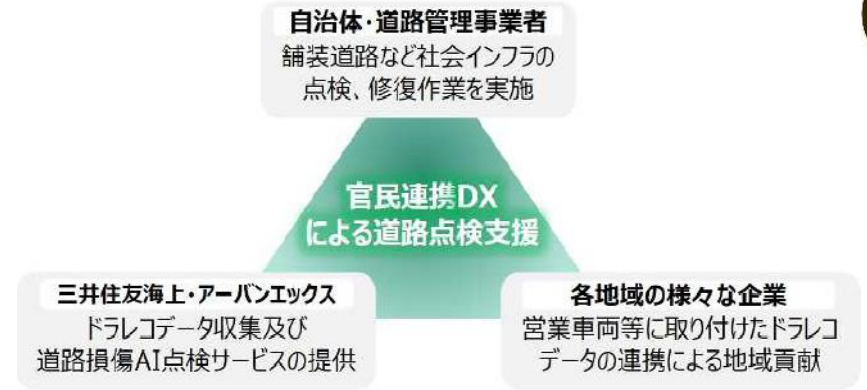 自治体・道路管理事業者
舗装道路など社会インフラの
点検、修復作業を実施
官民連携DX
による道路点検支援
三井住友海上・アーバンエックス
ドラレコデータ収集及び
道路損傷AI点検サービスの提供
各地域の様々な企業
営業車両等に取り付けたドラレコ
データの連携による地域貢献